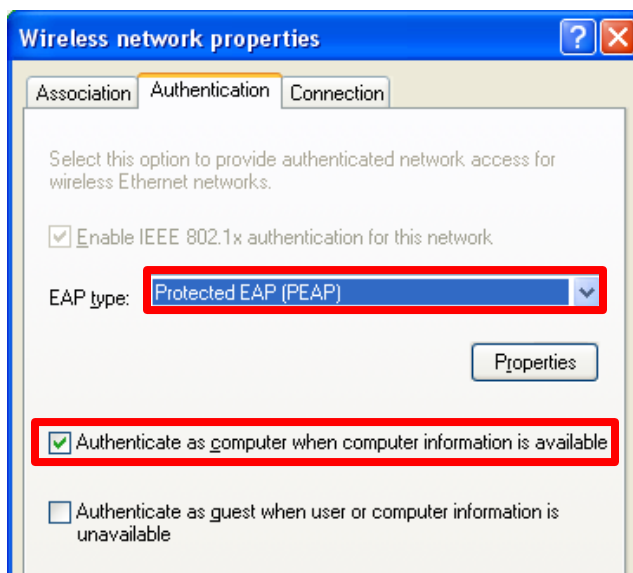 Wireless network properties
Association Authentication Connection
Select this option to provide authenticated network access for
wireless Ethernet networks.
Enable IEEE 802.1x authentication for this network
EAP type: Protected EAP (PEAP)
Properties
Authenticate as computer when computer information is available
Authenticate as guest when user or computer information is
unavailable